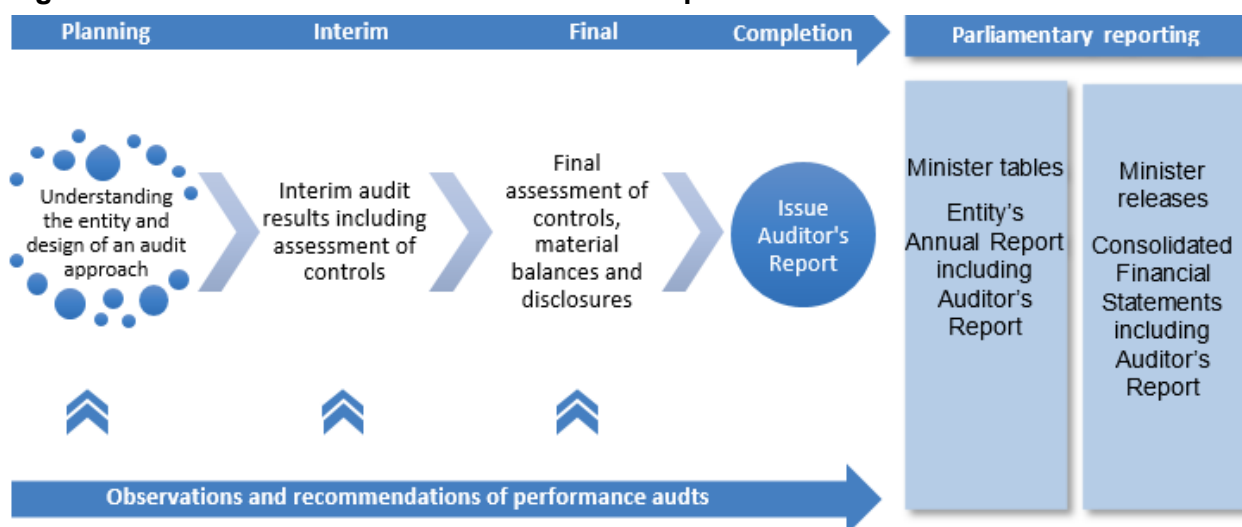 Planning
Interim
Final
Completion
Parliamentary reporting
Understanding
the entity and
design of an audit
approach
Interim audit
results including
assessment of
controls
Final
assessment of
controls,
material
balances and
disclosures
Issue
Auditor's
Report
Minister tables
Entity's
Annual Report
including
Auditor's
Report
Minister
releases
Consolidated
Financial
Statements
including
Auditor's
Report
Observations and recommendations of performance audts